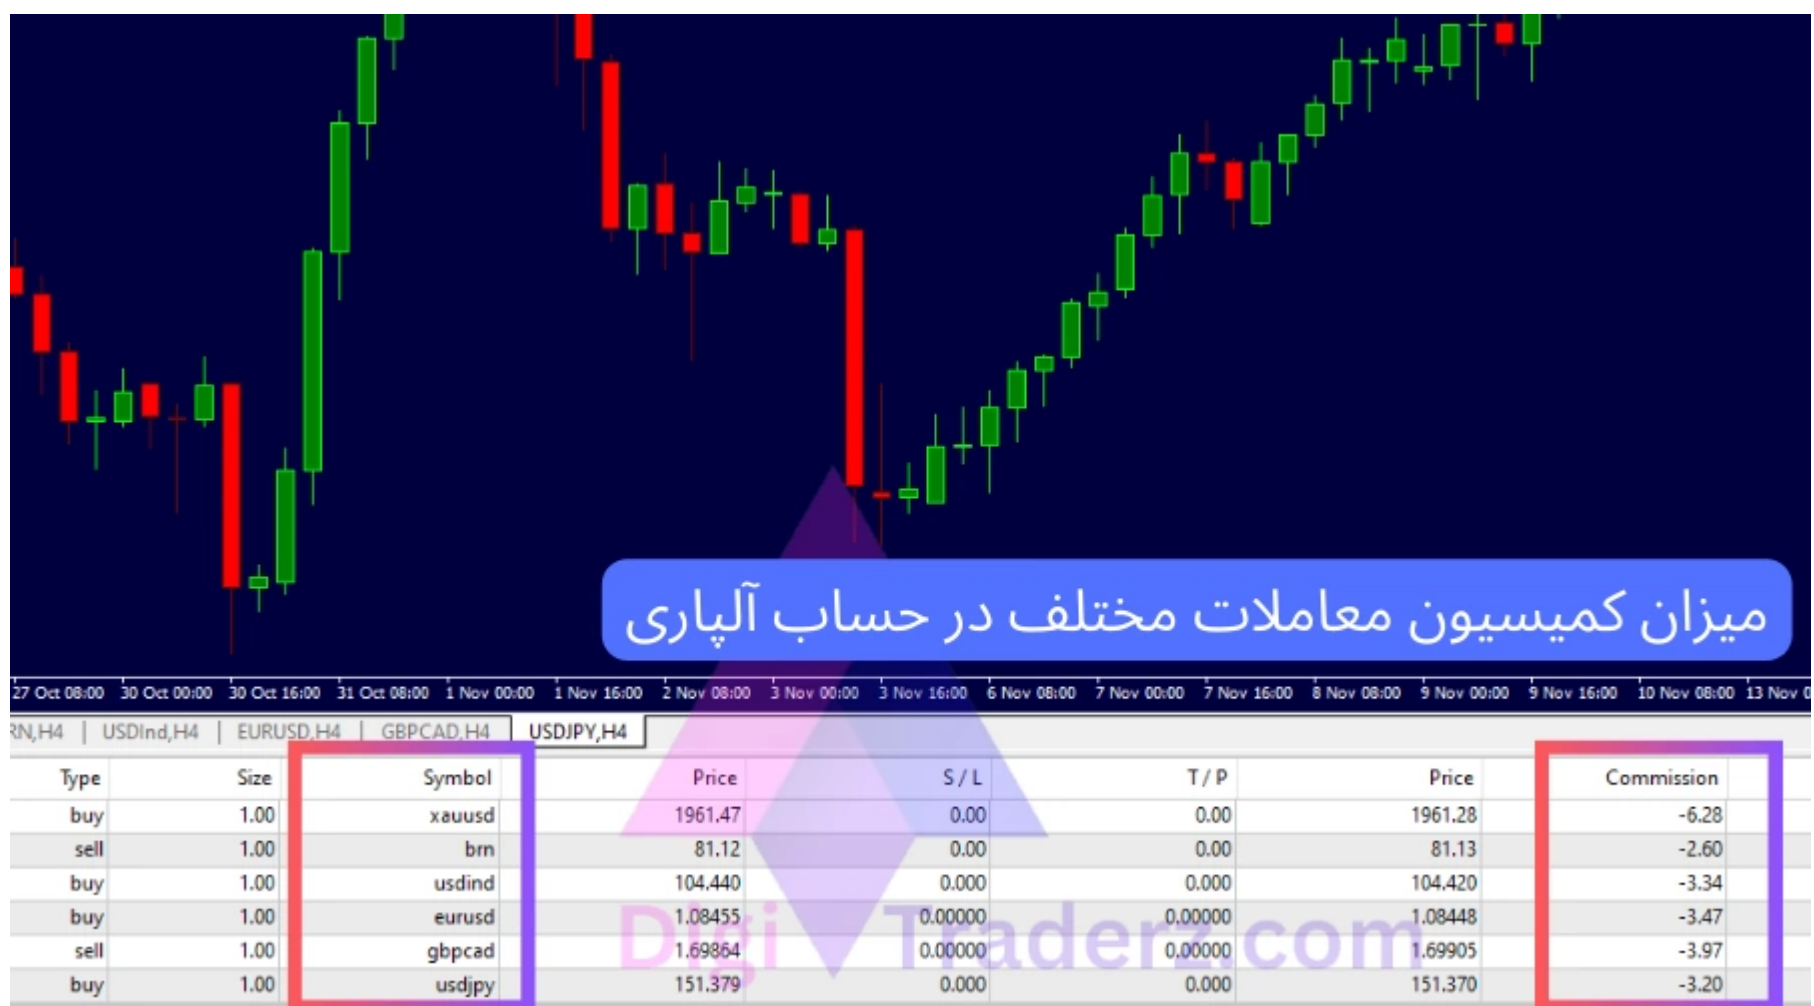 میزان کمیسیون معاملات مختلف در حساب آلپاری
27 Oct 08:00 30 Oct 00:00 30 Oct 16:00 31 Oct 08:00 1 Nov 00:00 1 Nov 16:00 2 Nov 08:00 3 Nov 00:00 3 Nov 16:00 6 Nov 08:00 7 Nov 00:00 7 Nov 16:00 8 Nov 08:00 9 Nov 00:00 9 Nov 16:00 10 Nov 08:00 13 Nov 0
RN,H4 | USDInd,H4 | EURUSD,H4 | GBPCAD,H4 | USDJPY,H4
Type Size Symbol Price S / L T / P Price Commission
buy 1.00 xauusd 1961.47 0.00 0.00 1961.28 -6.28
sell 1.00 brn 81.12 0.00 0.00 81.13 -2.60
buy 1.00 usdind 104.440 0.000 0.000 104.420 -3.34
buy 1.00 eurusd 1.08455 0.00000 0.00000 1.08448 -3.47
Digi Traderz.com
sell 1.00 gbpcad 1.69864 0.00000 0.00000 1.69905 -3.97
buy 1.00 usdjpy 151.379 0.000 0.000 151.370 -3.20